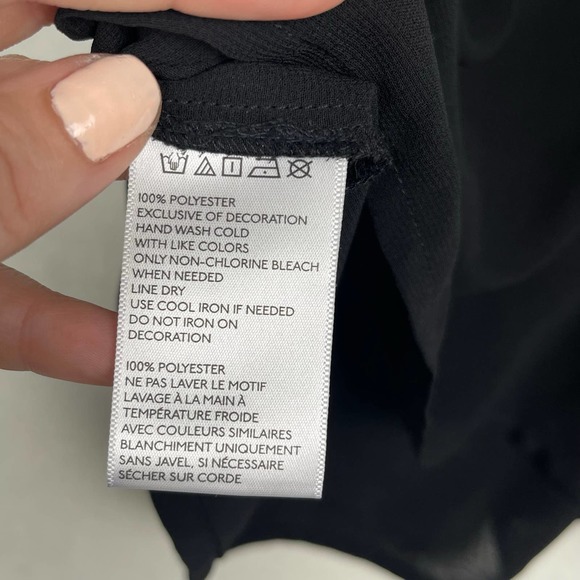 100% POLYESTER
EXCLUSIVE OF DECORATION
HAND WASH COLD
WITH LIKE COLORS
ONLY NON-CHLORINE BLEACH
WHEN NEEDED
LINE DRY
USE COOL IRON IF NEEDED
DO NOT IRON ON
DECORATION
100% POLYESTER
NE PAS LAVER LE MOTIF
LAVAGE À LA MAIN À
TEMPÉRATURE FROIDE
AVEC COULEURS SIMILAIRES
BLANCHIMENT UNIQUEMENT
SANS JAVEL, SI NÉCESSAIRE
SÉCHER SUR CORDE